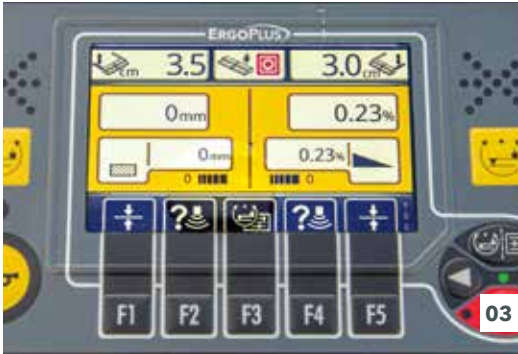 ERGOPLUS
cm 3.5 3.0 cm
0mm 0.23%
0mm 0.23%
0 0
? ?
F1 F2 F3 F4 F5
03